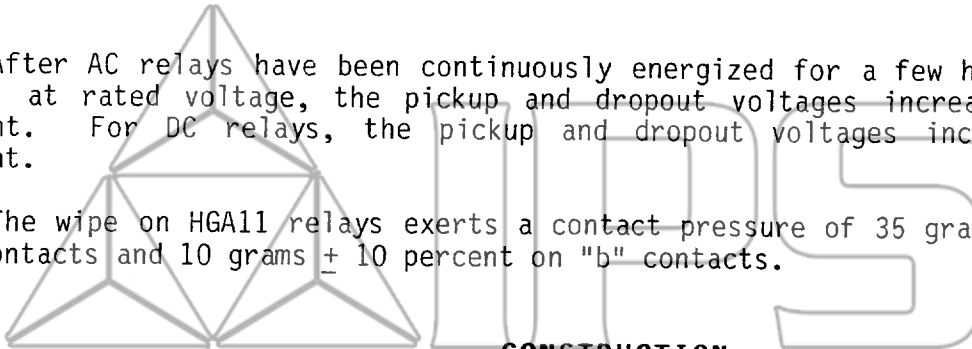 After AC relays have been continuously energized for a few h
at rated voltage, the pickup and dropout voltages increa
nt. For DC relays, the pickup and dropout voltages inc
nt.
The wipe on HGA11 relays exerts a contact pressure of 35 gra
ontacts and 10 grams ± 10 percent on "b" contacts.
CONSTRUCTION
IPS